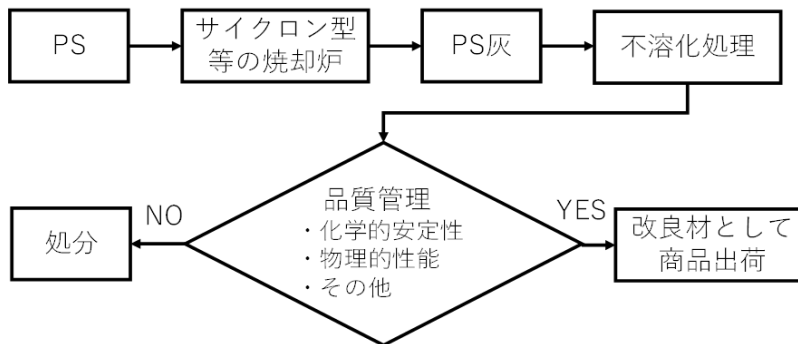 PS
サイクロン型
等の焼却炉
PS灰
不溶化処理
品質管理
・化学的安定性
・物理的性能
・その他
NO
処分
YES
改良材として
商品出荷